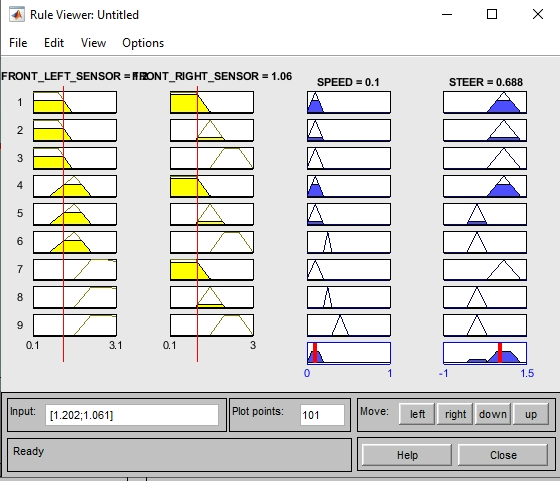 Rule Viewer: Untitled
File Edit View Options
FRONT_LEFT_SENSOR = 1.2
FRONT_RIGHT_SENSOR = 1.06
SPEED = 0.1
STEER = 0.688
1
2
3
4
5
6
7
8
9
0.1 3.1 0.1 3
0 1 -1 1.5
Input: [1.202;1.061] Plot points: 101 Move: left right down up
Ready Help Close